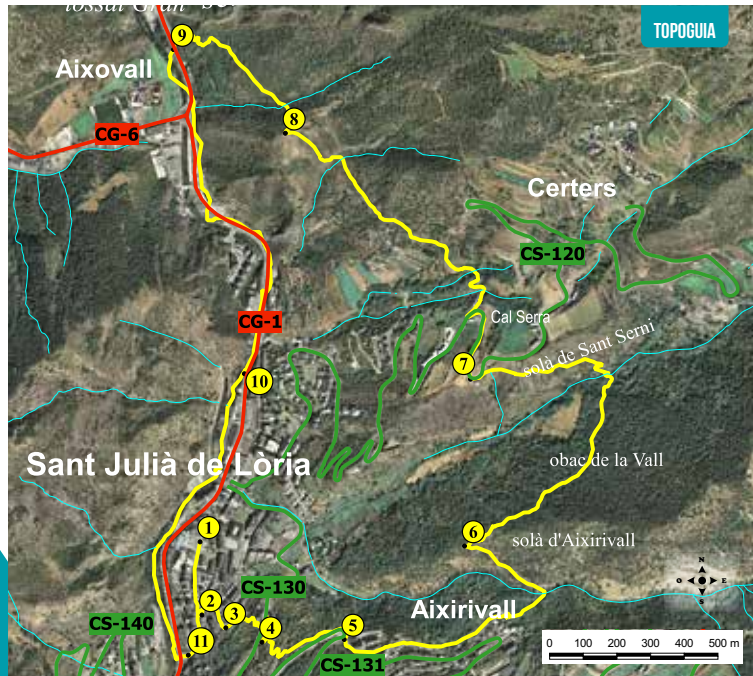 tossal Gran
TOPOGUIA
9
Aixovall
8
CG-6
Certers
CS-120
CG-1
Cal Serra
solà de Sant Serni
7
10
obac de la Vall
Sant Julià de Lòria
1
6
solà d'Aixirivall
N
O E
S
CS-130
2
3
Aixirivall
CS-140
4
5
11
CS-131
0 100 200 300 400 500 m